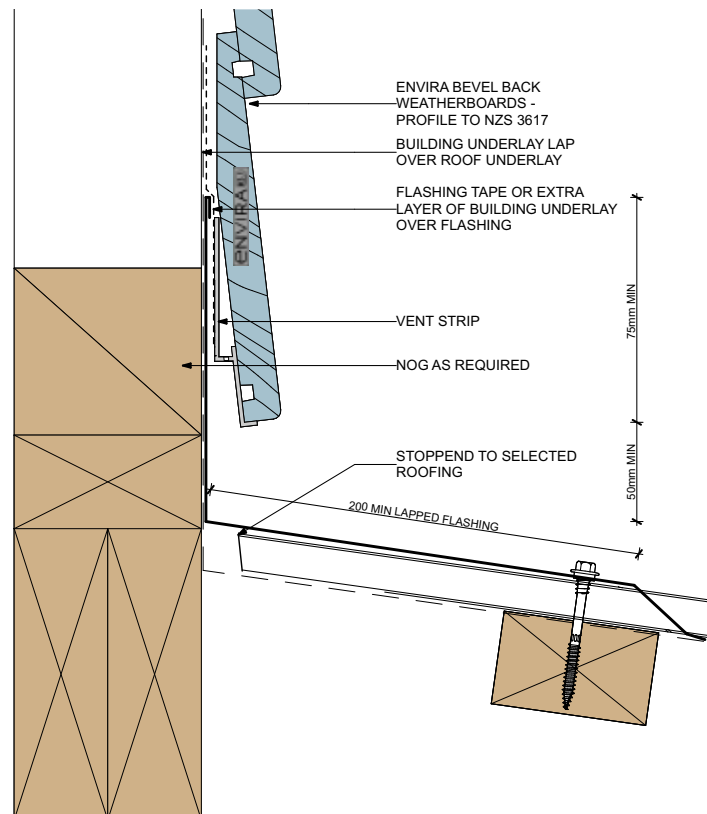 ENVIRA BEVEL BACK
WEATHERBOARDS -
PROFILE TO NZS 3617
BUILDING UNDERLAY LAP
OVER ROOF UNDERLAY
FLASHING TAPE OR EXTRA
LAYER OF BUILDING UNDERLAY
OVER FLASHING
ENVIRA
VENT STRIP
75mm MIN
NOG AS REQUIRED
STOPPEND TO SELECTED
ROOFING
50mm MIN
200 MIN LAPPED FLASHING